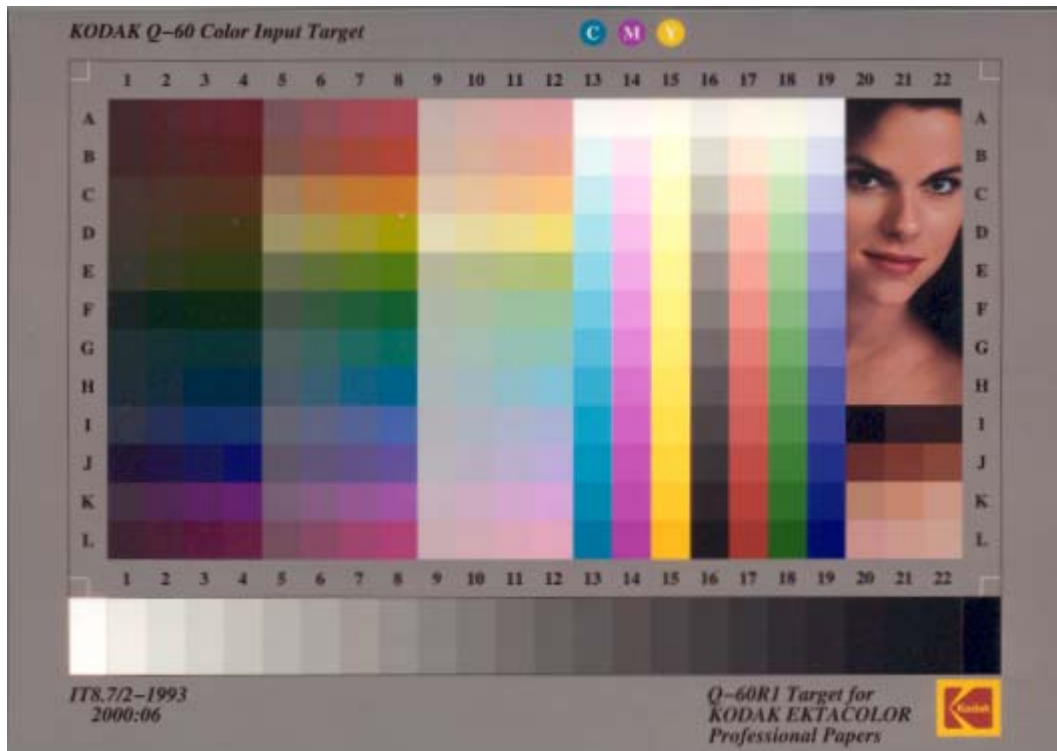 KODAK Q-60 Color Input Target
C M Y
1 2 3 4 5 6 7 8 9 10 11 12 13 14 15 16 17 18 19 20 21 22
A A
B B
C C
D D
E E
F F
G G
H H
I I
J J
K K
L L
1 2 3 4 5 6 7 8 9 10 11 12 13 14 15 16 17 18 19 20 21 22
IT8.7/2-1993
2000:06
Q-60R1 Target for
KODAK EKTACOLOR
Professional Papers
Kodak